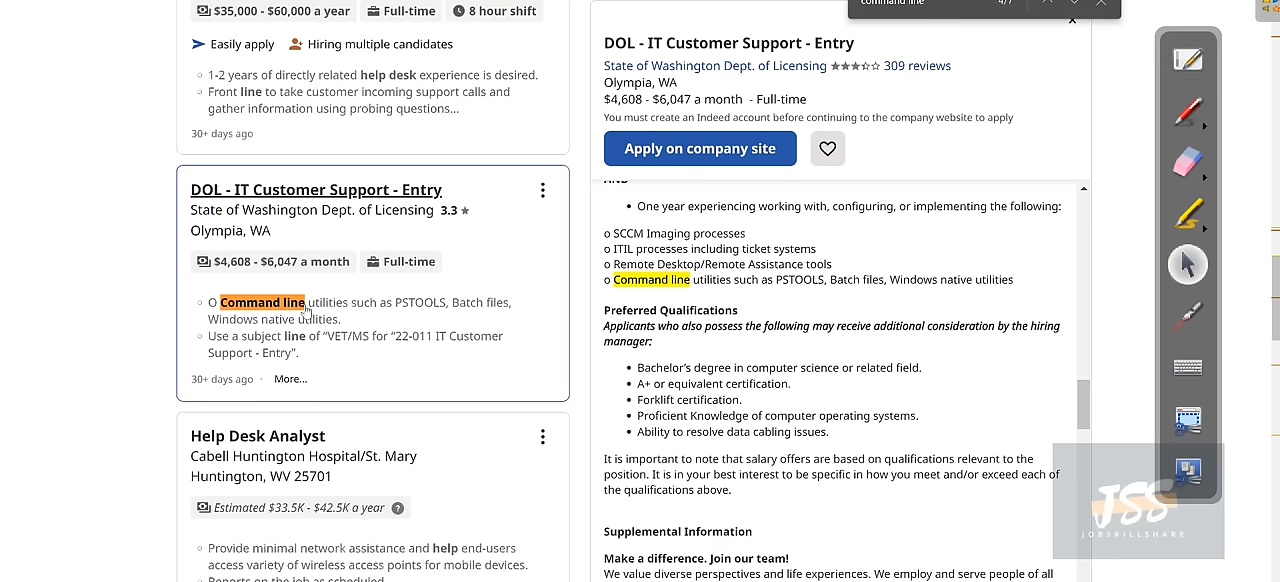 $35,000 - $60,000 a year
Full-time
8 hour shift
Easily apply
Hiring multiple candidates
1-2 years of directly related help desk experience is desired.
Front line to take customer incoming support calls and
gather information using probing questions...
30+ days ago
DOL - IT Customer Support - Entry
State of Washington Dept. of Licensing 3.3 ★
Olympia, WA
$4,608 - $6,047 a month
Full-time
O Command line utilities such as PSTOOLS, Batch files,
Windows native utilities.
Use a subject line of “VET/MS for “22-011 IT Customer
Support - Entry”.
30+ days ago · More...
Help Desk Analyst
Cabell Huntington Hospital/St. Mary
Huntington, WV 25701
Estimated $33.5K - $42.5K a year ?
Provide minimal network assistance and help end-users
access variety of wireless access points for mobile devices.
Reports on the job as scheduled
command line 4/7
DOL - IT Customer Support - Entry
State of Washington Dept. of Licensing ★★★☆☆ 309 reviews
Olympia, WA
$4,608 - $6,047 a month - Full-time
You must create an Indeed account before continuing to the company website to apply
Apply on company site
AND
• One year experiencing working with, configuring, or implementing the following:
o SCCM Imaging processes
o ITIL processes including ticket systems
o Remote Desktop/Remote Assistance tools
o Command line utilities such as PSTOOLS, Batch files, Windows native utilities
Preferred Qualifications
Applicants who also possess the following may receive additional consideration by the hiring
manager:
• Bachelor’s degree in computer science or related field.
• A+ or equivalent certification.
• Forklift certification.
• Proficient Knowledge of computer operating systems.
• Ability to resolve data cabling issues.
It is important to note that salary offers are based on qualifications relevant to the
position. It is in your best interest to be specific in how you meet and/or exceed each of
the qualifications above.
Supplemental Information
Make a difference. Join our team!
We value diverse perspectives and life experiences. We employ and serve people of all
JSS
JOBSKILLSHARE